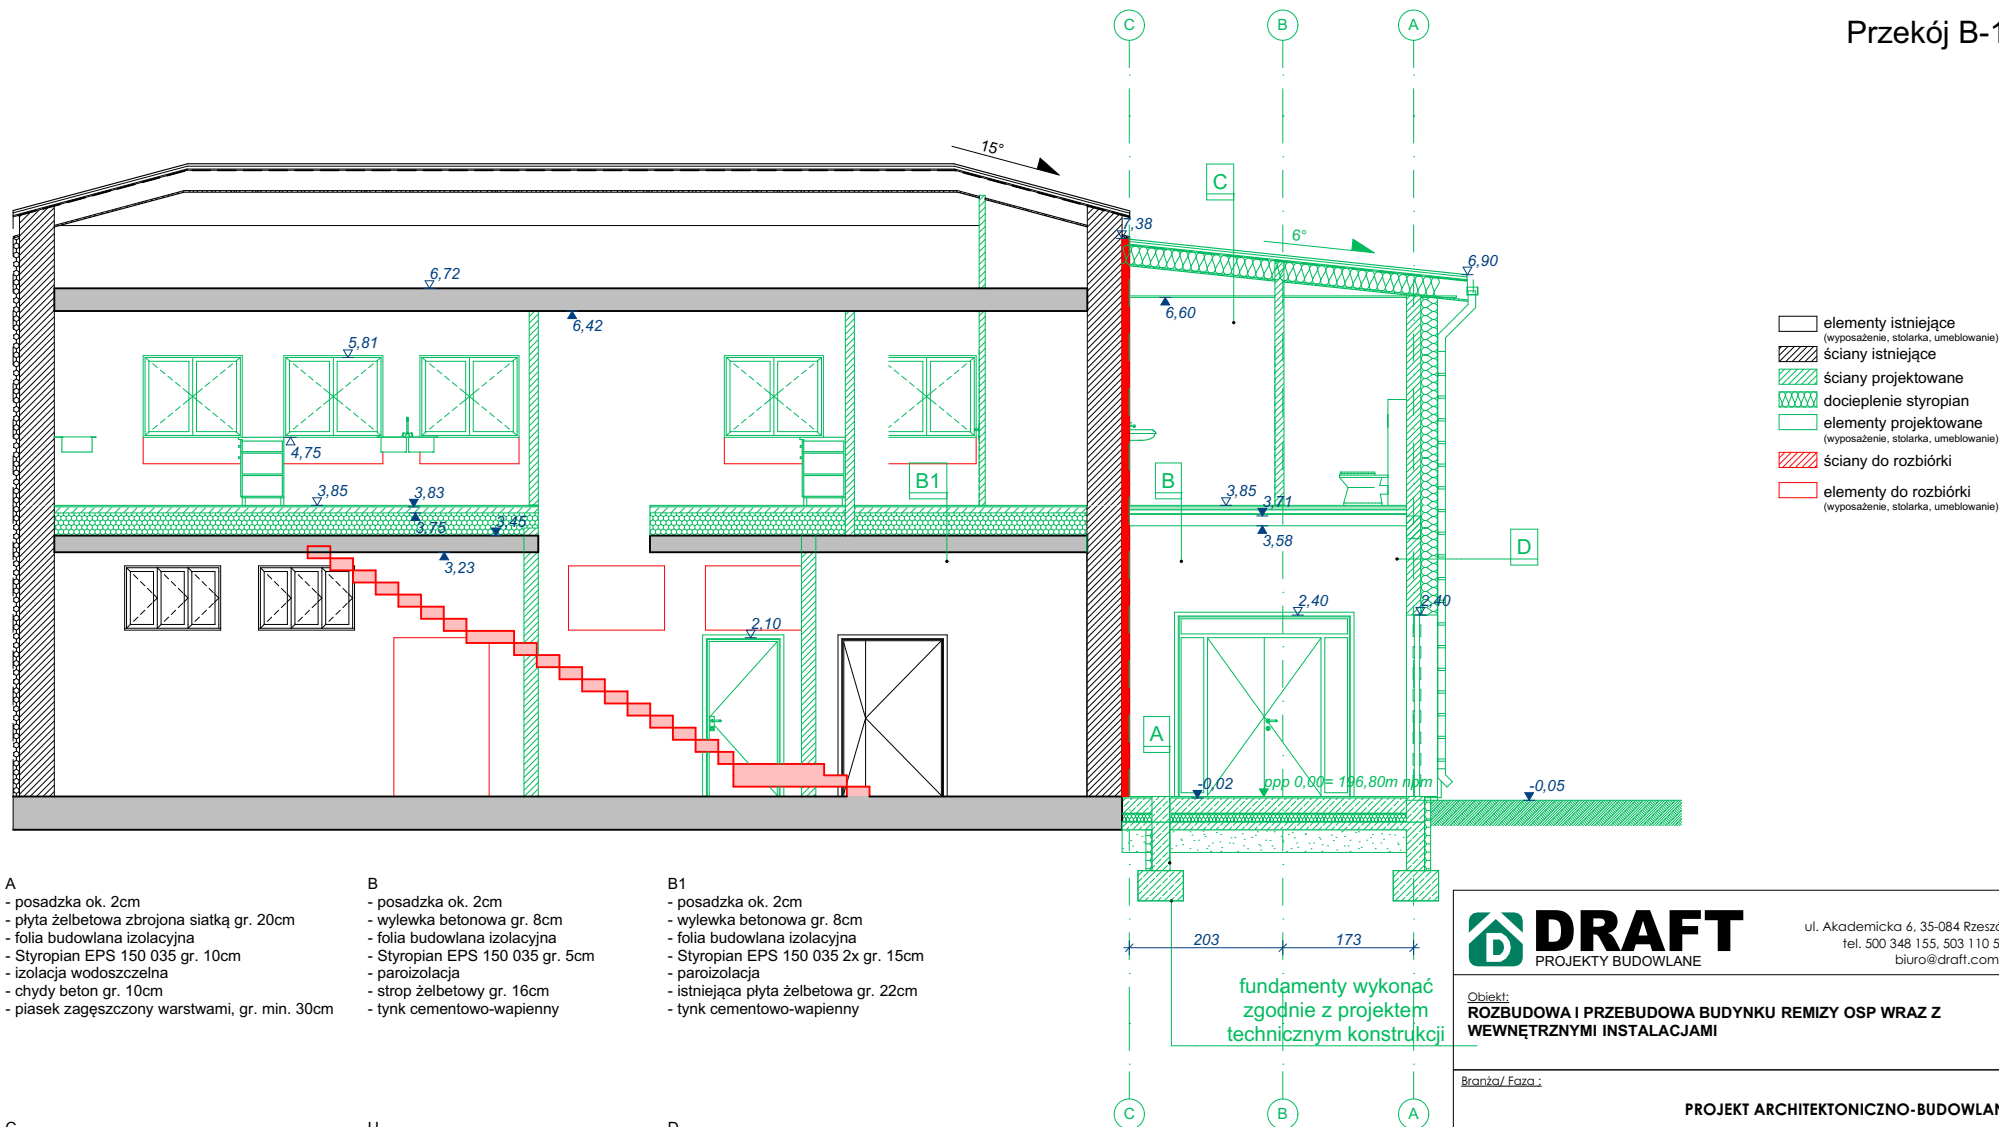 C
B
A
Przekój B-1
15°
C
7,38
6°
6,90
6,72
6,60
6,42
5,81
elementy istniejące
(wyposażenie, stolarka, umeblowanie)
ściany istniejące
ściany projektowane
docieplenie styropian
elementy projektowane
(wyposażenie, stolarka, umeblowanie)
ściany do rozbiórki
elementy do rozbiórki
(wyposażenie, stolarka, umeblowanie)
4,75
B1
B
3,85
3,83
3,85
3,71
3,75
3,45
3,58
D
3,23
2,40
2,40
2,10
A
-0,02
ppp 0,00= 196,80m npm
-0,05
A
- posadzka ok. 2cm
- płyta żelbetowa zbrojona siatką gr. 20cm
- folia budowlana izolacyjna
- Styropian EPS 150 035 gr. 10cm
- izolacja wodoszczelna
- chydy beton gr. 10cm
- piasek zagęszczony warstwami, gr. min. 30cm
B
- posadzka ok. 2cm
- wylewka betonowa gr. 8cm
- folia budowlana izolacyjna
- Styropian EPS 150 035 gr. 5cm
- paroizolacja
- strop żelbetowy gr. 16cm
- tynk cementowo-wapienny
B1
- posadzka ok. 2cm
- wylewka betonowa gr. 8cm
- folia budowlana izolacyjna
- Styropian EPS 150 035 2x gr. 15cm
- paroizolacja
- istniejąca płyta żelbetowa gr. 22cm
- tynk cementowo-wapienny
203
173
fundamenty wykonać
zgodnie z projektem
technicznym konstrukcji
D
DRAFT
PROJEKTY BUDOWLANE
ul. Akademicka 6, 35-084 Rzeszó
tel. 500 348 155, 503 110 5
biuro@draft.com
Obiekt:
ROZBUDOWA I PRZEBUDOWA BUDYNKU REMIZY OSP WRAZ Z
WEWNĘTRZNYMI INSTALACJAMI
Branża/ Faza :
PROJEKT ARCHITEKTONICZNO-BUDOWLAN
C
B
A